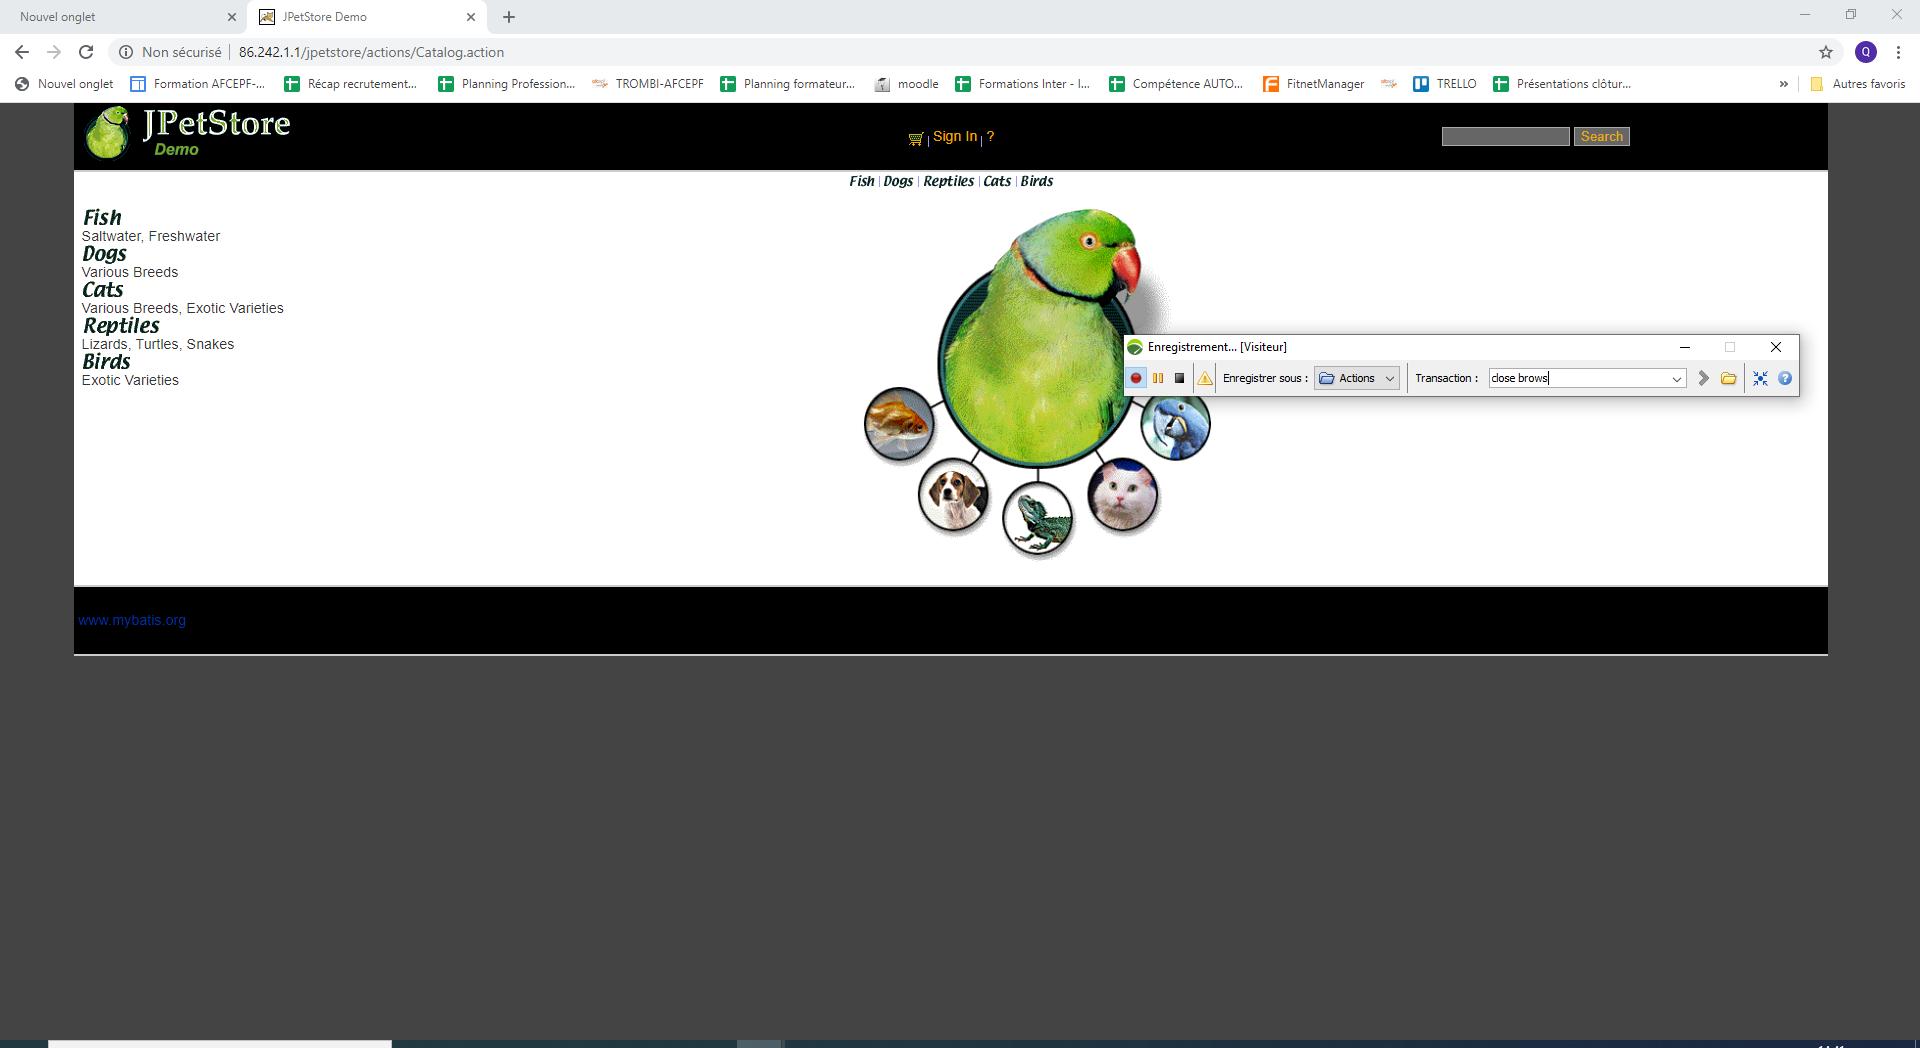 Nouvel onglet
JPetStore Demo
Non sécurisé
86.242.1.1/jpetstore/actions/Catalog.action
Q
Nouvel onglet
Formation AFCEPF-...
Récap recrutement...
Planning Profession...
TROMBI-AFCEPF
Planning formateur...
moodle
Formations Inter - I...
Compétence AUTO...
FitnetManager
TRELLO
Présentations clôtur...
»
Autres favoris
JPetStore
Demo
Sign In
?
Search
Fish | Dogs | Reptiles | Cats | Birds
Fish
Saltwater, Freshwater
Dogs
Various Breeds
Cats
Various Breeds, Exotic Varieties
Reptiles
Lizards, Turtles, Snakes
Birds
Exotic Varieties
Enregistrement... [Visiteur]
Enregistrer sous :
Actions
Transaction :
close brows
www.mybatis.org